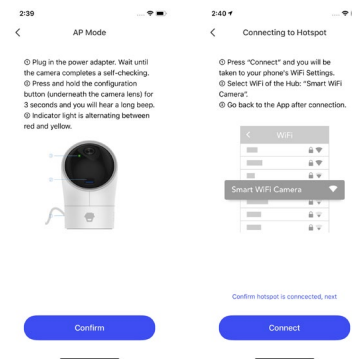 2:39
AP Mode
① Plug in the power adapter. Wait until
the camera completes a self-checking.
② Press and hold the configuration
button (underneath the camera lens) for
3 seconds and you will hear a long beep.
③ Indicator light is alternating between
red and yellow.
Confirm
2:40
Connecting to Hotspot
① Press "Connect" and you will be
taken to your phone's WiFi Settings.
② Select WiFi of the Hub: "Smart WiFi
Camera".
③ Go back to the App after connection.
WiFi
Smart WiFi Camera
Confirm hotspot is conncected, next
Connect